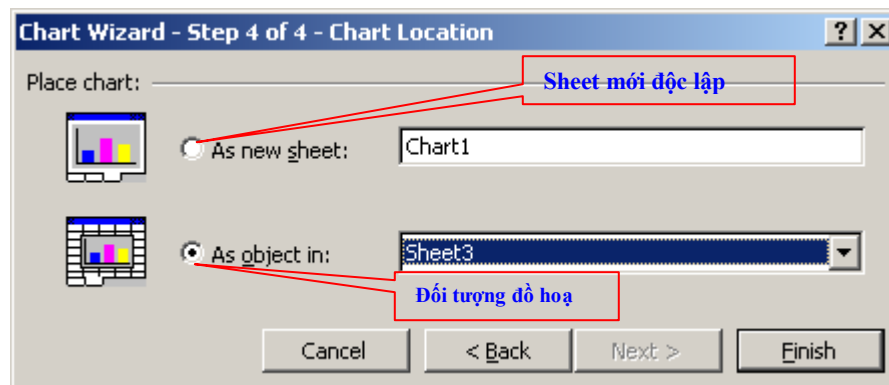 Chart Wizard - Step 4 of 4 - Chart Location
?
Place chart:
Sheet mới độc lập
As new sheet:
Chart1
As object in:
Sheet3
Đối tượng đồ hoạ
Cancel
< Back
Next >
Finish